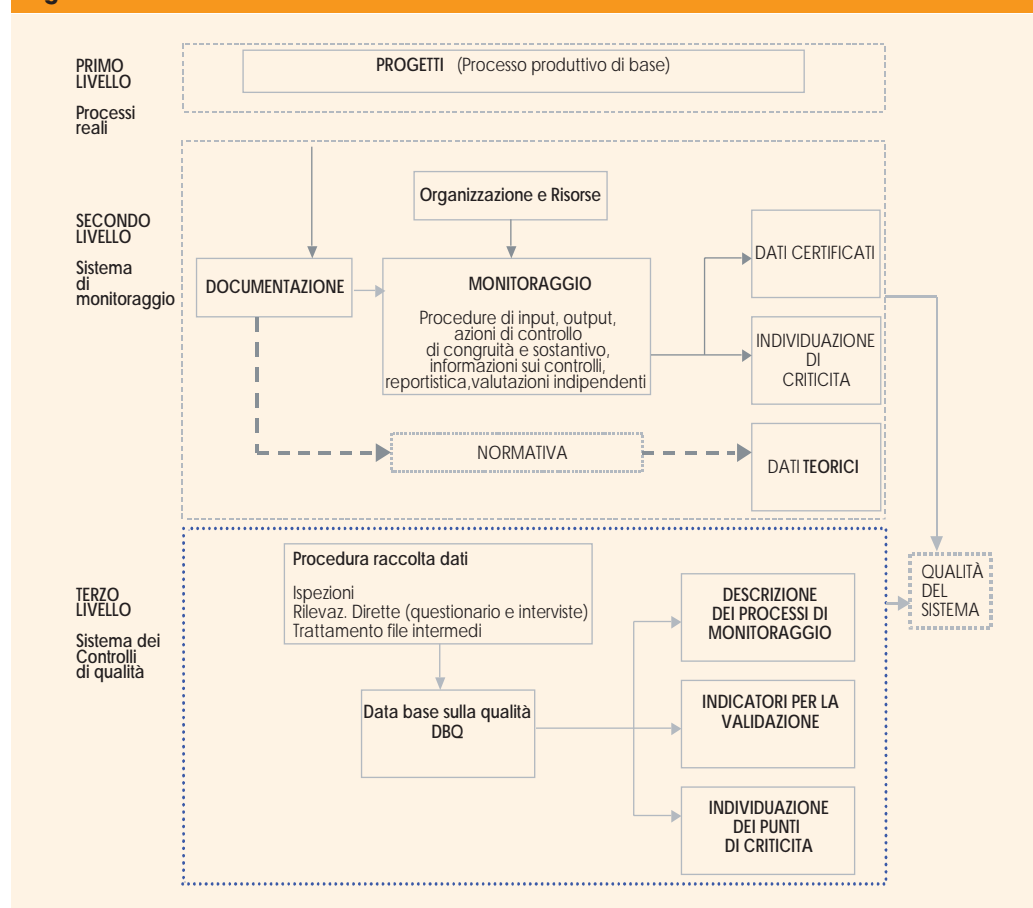 PRIMO
LIVELLO
Processi
reali
PROGETTI (Processo produttivo di base)
SECONDO
LIVELLO
Sistema
di
monitoraggio
Organizzazione e Risorse
DOCUMENTAZIONE
MONITORAGGIO
Procedure di input, output,
azioni di controllo
di congruità e sostantivo,
informazioni sui controlli,
reportistica,valutazioni indipendenti
DATI CERTIFICATI
INDIVIDUAZIONE
DI
CRITICITA
NORMATIVA
DATI TEORICI
TERZO
LIVELLO
Sistema dei
Controlli
di qualità
Procedura raccolta dati
Ispezioni
Rilevaz. Dirette (questionario e interviste)
Trattamento file intermedi
Data base sulla qualità
DBQ
DESCRIZIONE
DEI PROCESSI DI
MONITORAGGIO
INDICATORI PER LA
VALIDAZIONE
INDIVIDUAZIONE
DEI PUNTI
DI CRITICITA
QUALITÀ
DEL
SISTEMA